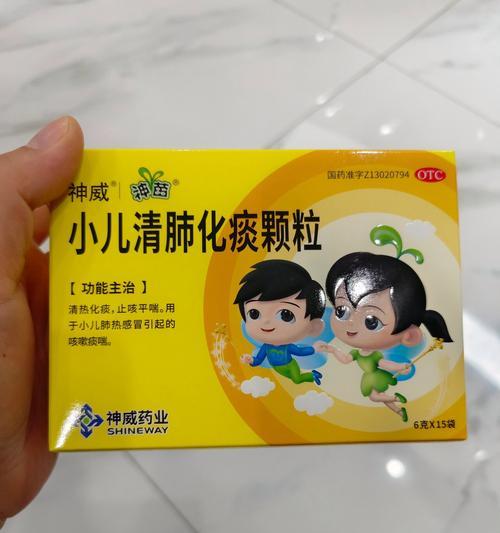 国药准字Z13020794 OTC
神威® 神苗®
小儿清肺化痰颗粒
【功能主治】
清热化痰，止咳平喘。用
于小儿肺热感冒引起的
咳嗽痰喘。
神威药业
SHINEWAY
6克X15袋